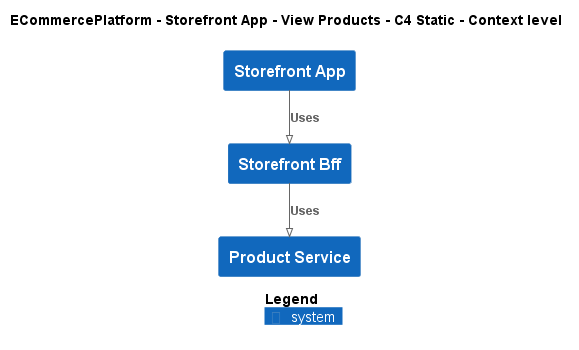 ECommercePlatform - Storefront App - View Products - C4 Static - Context level
Storefront App
Uses
Storefront Bff
Uses
Product Service
Legend
system